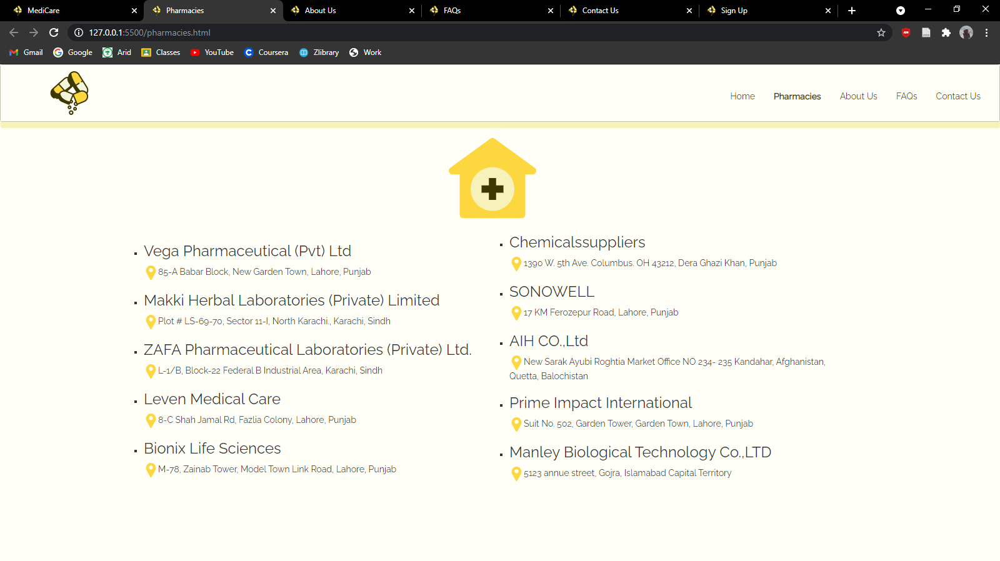 MediCare
Pharmacies
About Us
FAQs
Contact Us
Sign Up
127.0.0.1:5500/pharmacies.html
Gmail
Google
Arid
Classes
YouTube
Coursera
Zlibrary
Work
Home
Pharmacies
About Us
FAQs
Contact Us
Vega Pharmaceutical (Pvt) Ltd
85-A Babar Block, New Garden Town, Lahore, Punjab
Makki Herbal Laboratories (Private) Limited
Plot # LS-69-70, Sector 11-I, North Karachi., Karachi, Sindh
ZAFA Pharmaceutical Laboratories (Private) Ltd.
L-1/B, Block-22 Federal B Industrial Area, Karachi, Sindh
Leven Medical Care
8-C Shah Jamal Rd, Fazlia Colony, Lahore, Punjab
Bionix Life Sciences
M-78, Zainab Tower, Model Town Link Road, Lahore, Punjab
Chemicalssuppliers
1390 W. 5th Ave. Columbus. OH 43212, Dera Ghazi Khan, Punjab
SONOWELL
17 KM Ferozepur Road, Lahore, Punjab
AIH CO.,Ltd
New Sarak Ayubi Roghtia Market Office NO 234- 235 Kandahar, Afghanistan,
Quetta, Balochistan
Prime Impact International
Suit No. 502, Garden Tower, Garden Town, Lahore, Punjab
Manley Biological Technology Co.,LTD
5123 annue street, Gojra, Islamabad Capital Territory